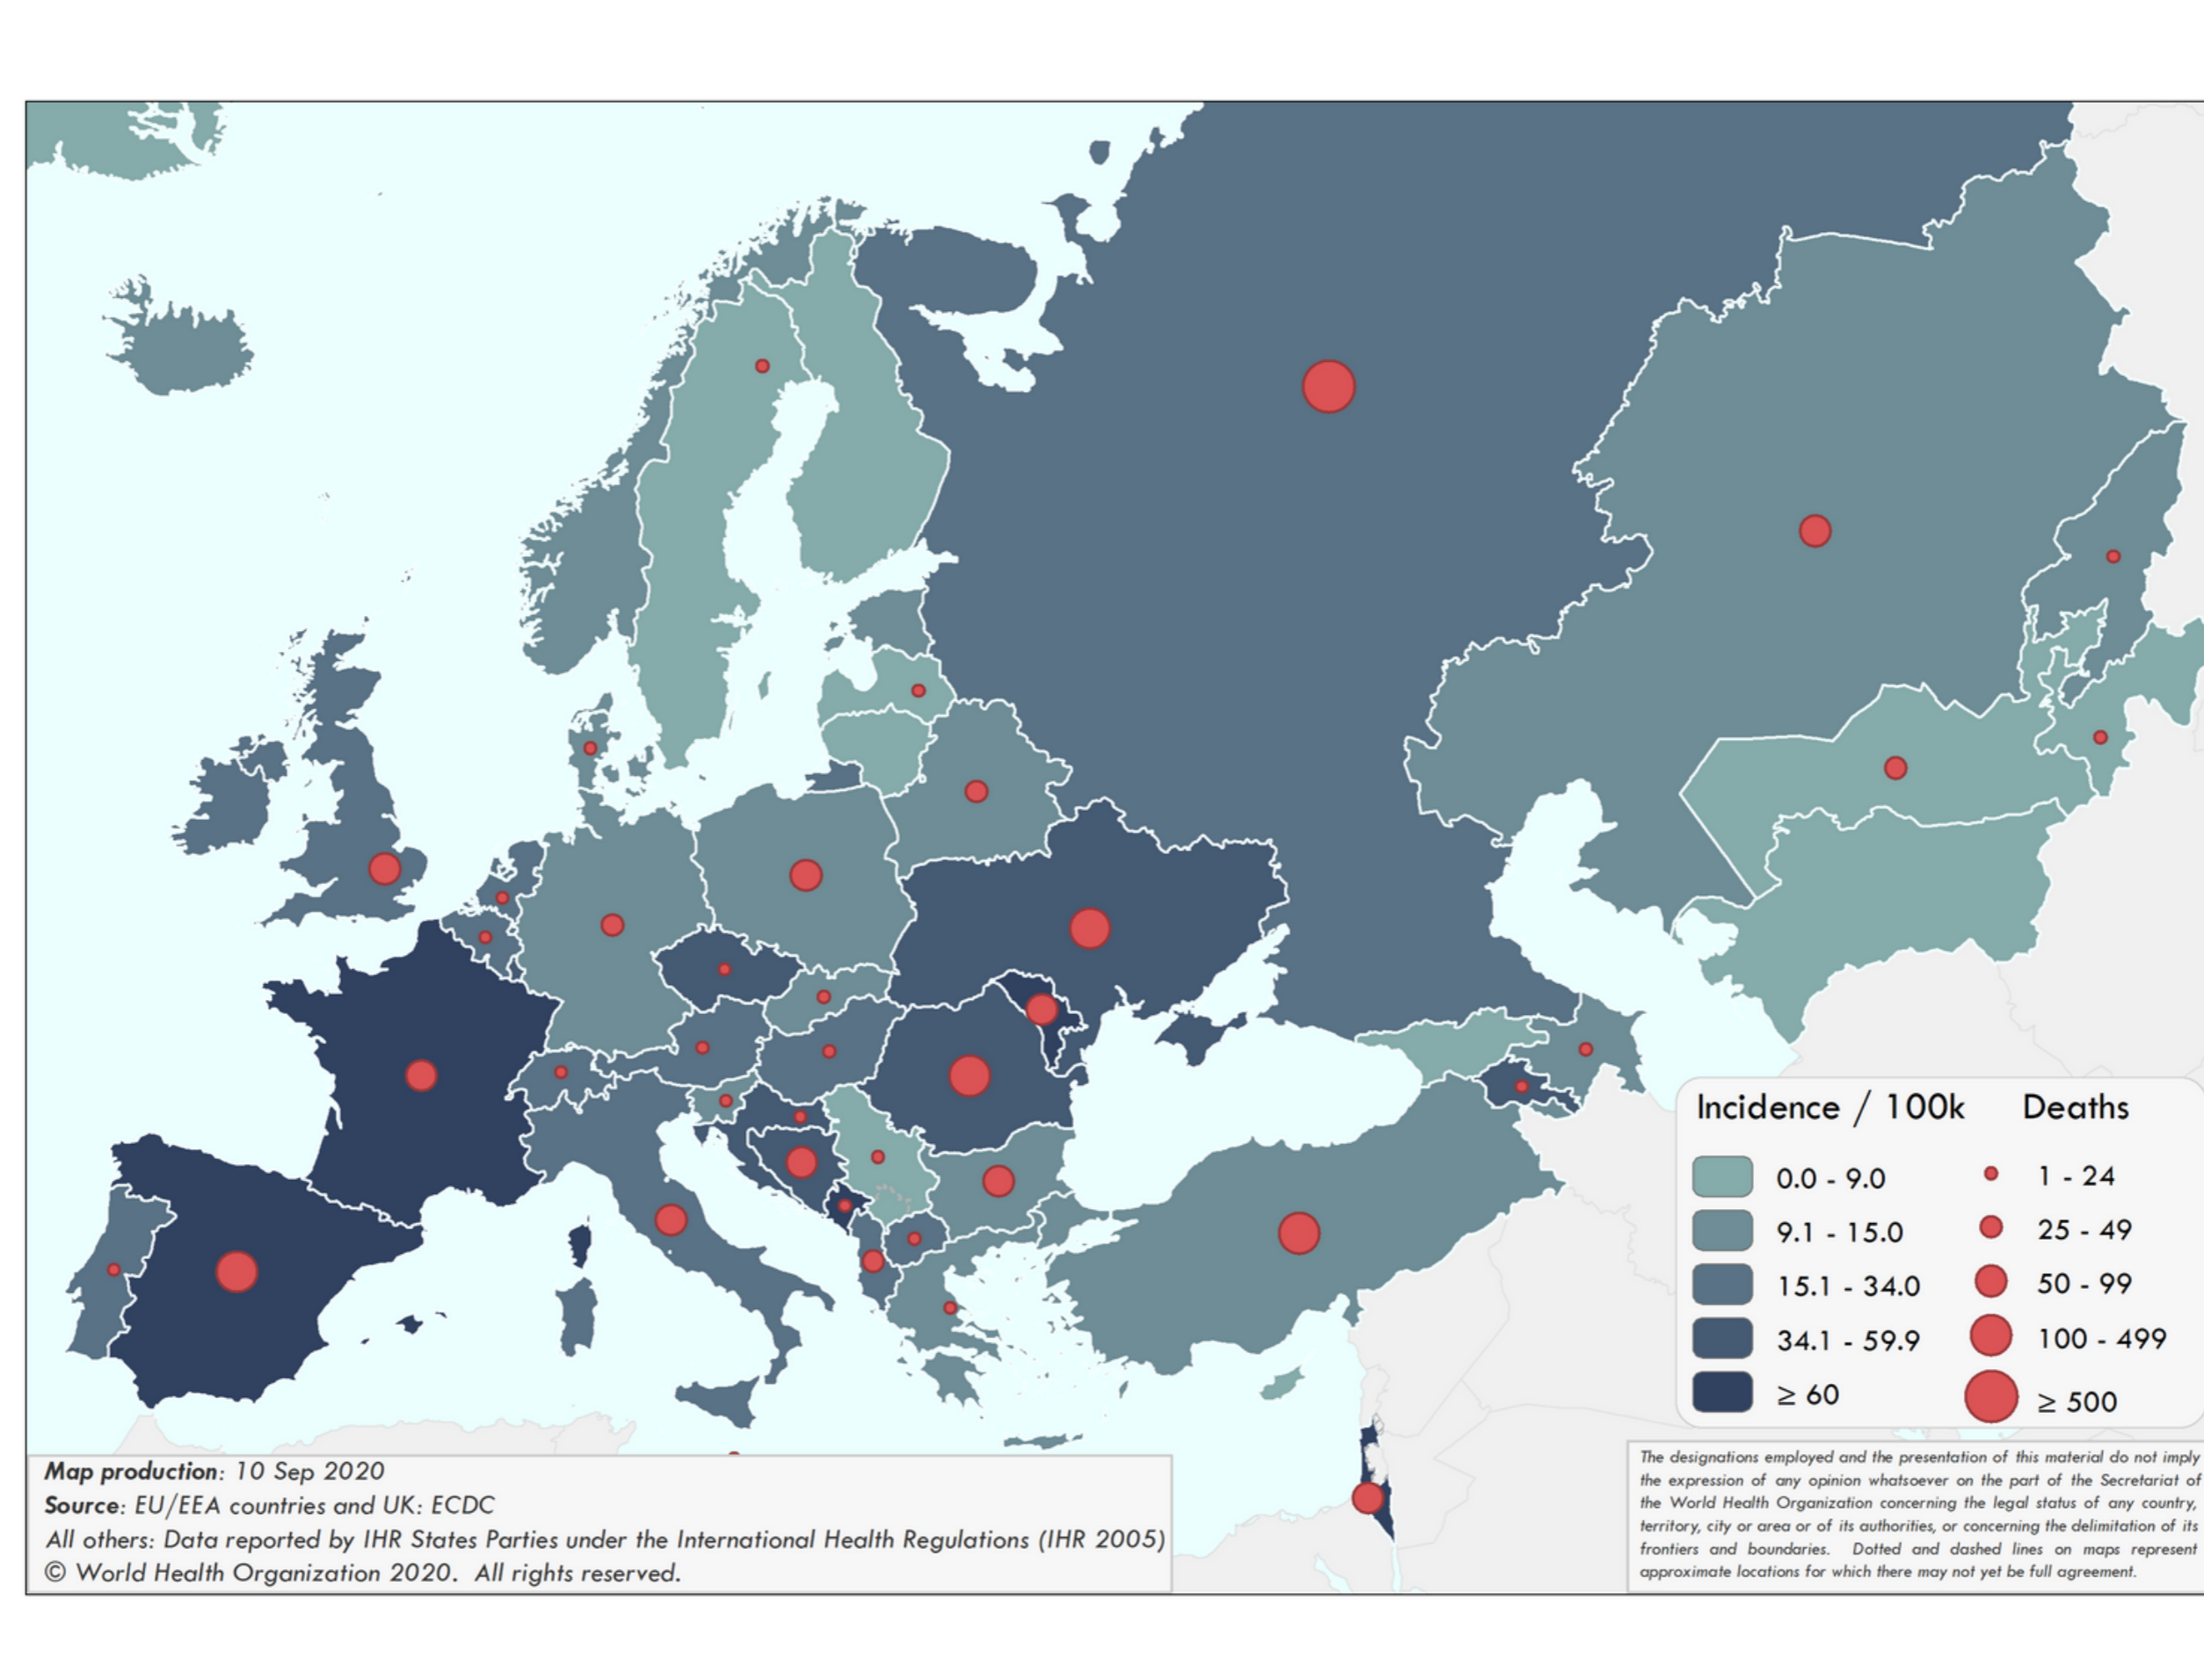 Incidence / 100k Deaths
0.0 - 9.0 1 - 24
9.1 - 15.0 25 - 49
15.1 - 34.0 50 - 99
34.1 - 59.9 100 - 499
≥ 60 ≥ 500
Map production: 10 Sep 2020
Source: EU/EEA countries and UK: ECDC
All others: Data reported by IHR States Parties under the International Health Regulations (IHR 2005)
© World Health Organization 2020. All rights reserved.
The designations employed and the presentation of this material do not imply
the expression of any opinion whatsoever on the part of the Secretariat of
the World Health Organization concerning the legal status of any country,
territory, city or area or of its authorities, or concerning the delimitation of its
frontiers and boundaries. Dotted and dashed lines on maps represent
approximate locations for which there may not yet be full agreement.